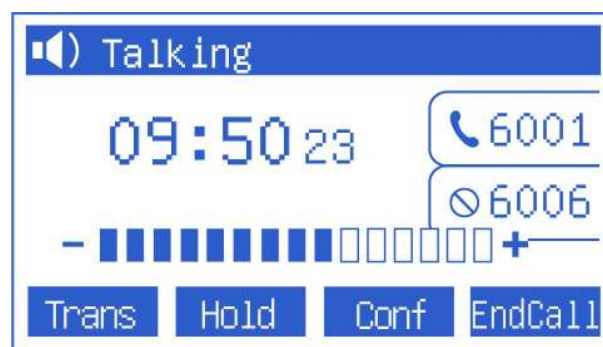 Talking
09:50 23
6001
6006
- +
Trans Hold Conf EndCall